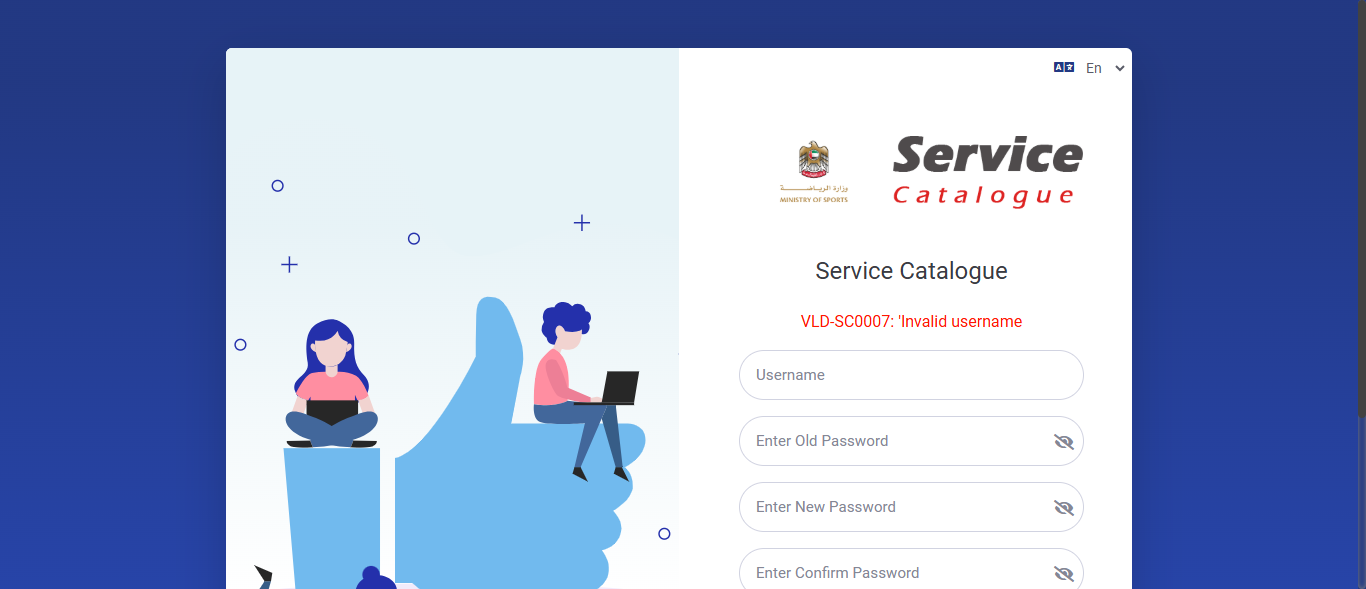 En
وزارة الرياضة
MINISTRY OF SPORTS
Service
Catalogue
Service Catalogue
VLD-SC0007: 'Invalid username
Username
Enter Old Password
Enter New Password
Enter Confirm Password